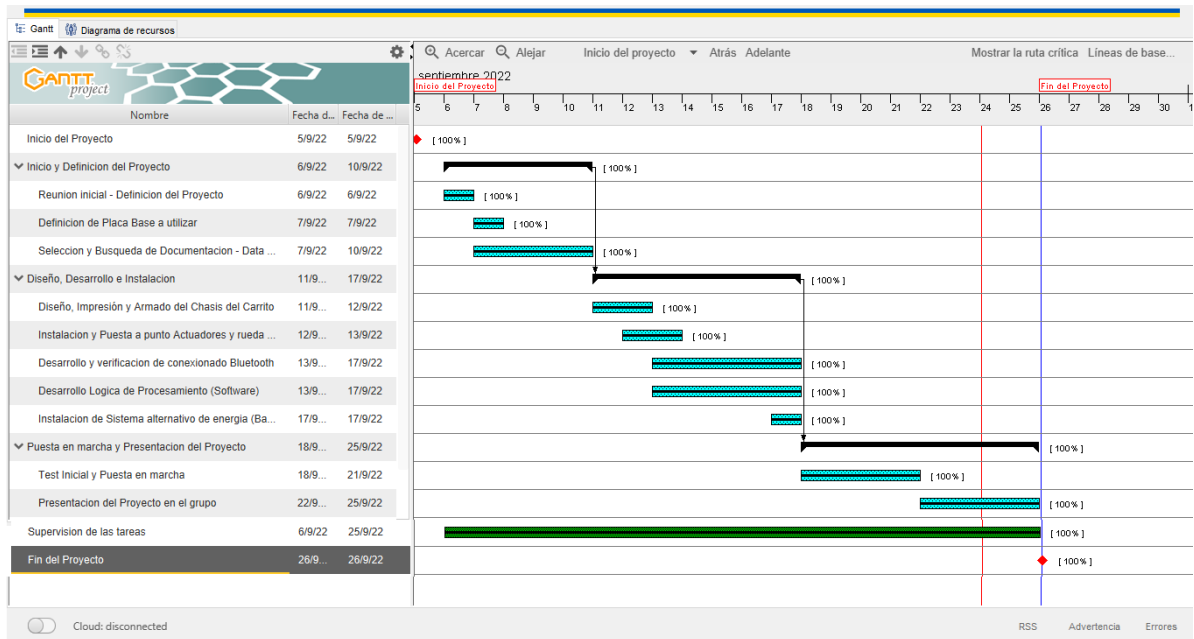 Gantt Diagrama de recursos
Acercar Alejar Inicio del proyecto Atrás Adelante Mostrar la ruta crítica Líneas de base...
GANTT project
septiembre 2022
Inicio del Proyecto Fin del Proyecto
5 6 7 8 9 10 11 12 13 14 15 16 17 18 19 20 21 22 23 24 25 26 27 28 29 30 1
Nombre Fecha d... Fecha de ...
Inicio del Proyecto 5/9/22 5/9/22 [ 100% ]
Inicio y Definicion del Proyecto 6/9/22 10/9/22 [ 100% ]
Reunion inicial - Definicion del Proyecto 6/9/22 6/9/22 [ 100% ]
Definicion de Placa Base a utilizar 7/9/22 7/9/22 [ 100% ]
Seleccion y Busqueda de Documentacion - Data ... 7/9/22 10/9/22 [ 100% ]
Diseño, Desarrollo e Instalacion 11/9... 17/9/22 [ 100% ]
Diseño, Impresión y Armado del Chasis del Carrito 11/9... 12/9/22 [ 100% ]
Instalacion y Puesta a punto Actuadores y rueda ... 12/9... 13/9/22 [ 100% ]
Desarrollo y verificacion de conexionado Bluetooth 13/9... 17/9/22 [ 100% ]
Desarrollo Logica de Procesamiento (Software) 13/9... 17/9/22 [ 100% ]
Instalacion de Sistema alternativo de energia (Ba... 17/9... 17/9/22 [ 100% ]
Puesta en marcha y Presentacion del Proyecto 18/9... 25/9/22 [ 100% ]
Test Inicial y Puesta en marcha 18/9... 21/9/22 [ 100% ]
Presentacion del Proyecto en el grupo 22/9... 25/9/22 [ 100% ]
Supervision de las tareas 6/9/22 25/9/22 [ 100% ]
Fin del Proyecto 26/9... 26/9/22 [ 100% ]
Cloud: disconnected RSS Advertencia Errores